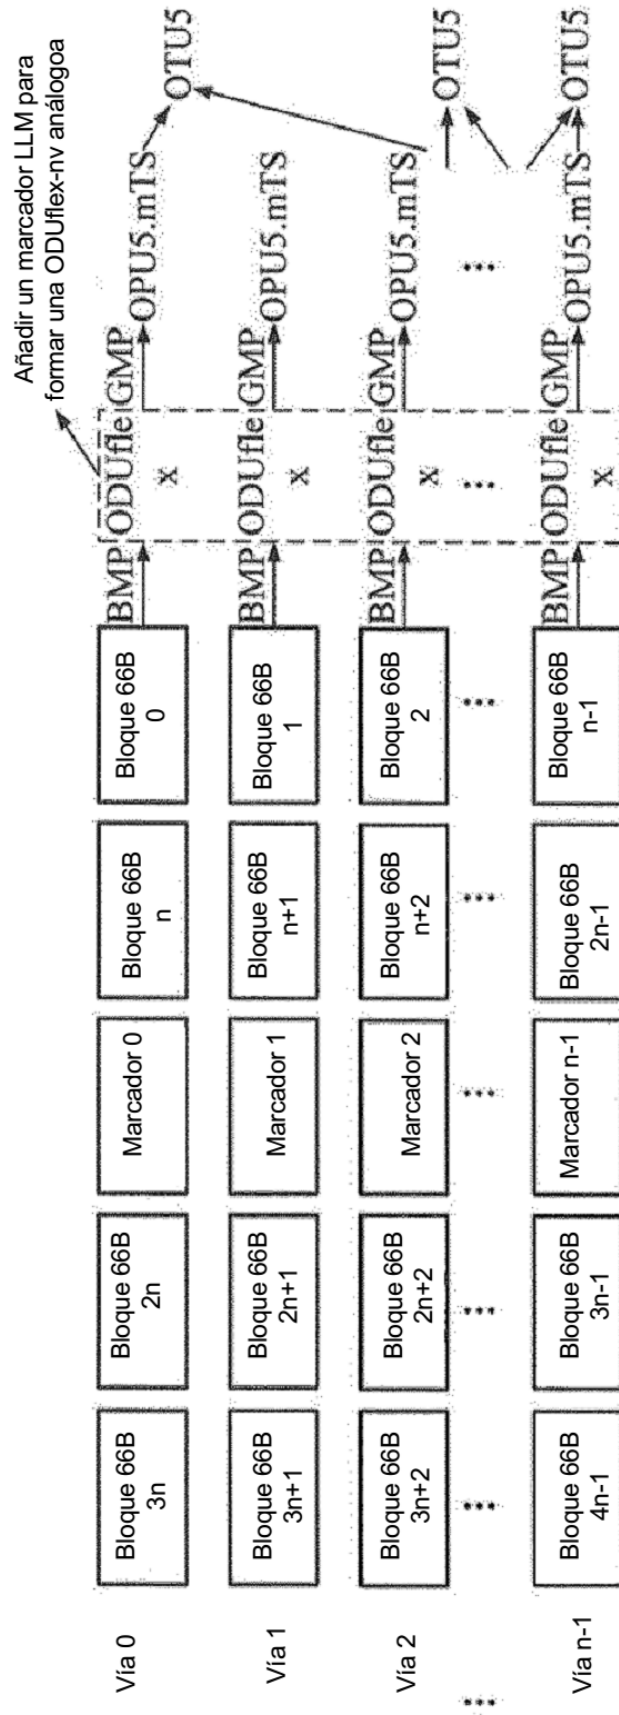 Añadir un marcador LLM para
formar una ODUflex-nv análogoa
Vía 0
Bloque 66B
3n
Bloque 66B
2n
Marcador 0
Bloque 66B
n
Bloque 66B
0
BMP
ODUfle
x
GMP
OPU5.mTS
OTU5
Vía 1
Bloque 66B
3n+1
Bloque 66B
2n+1
Marcador 1
Bloque 66B
n+1
Bloque 66B
1
BMP
ODUfle
x
GMP
OPU5.mTS
Vía 2
Bloque 66B
3n+2
Bloque 66B
2n+2
Marcador 2
Bloque 66B
n+2
Bloque 66B
2
BMP
ODUfle
x
GMP
OPU5.mTS
OTU5
...
...
...
...
...
...
...
...
Vía n-1
Bloque 66B
4n-1
Bloque 66B
3n-1
Marcador n-1
Bloque 66B
2n-1
Bloque 66B
n-1
BMP
ODUfle
x
GMP
OPU5.mTS
OTU5